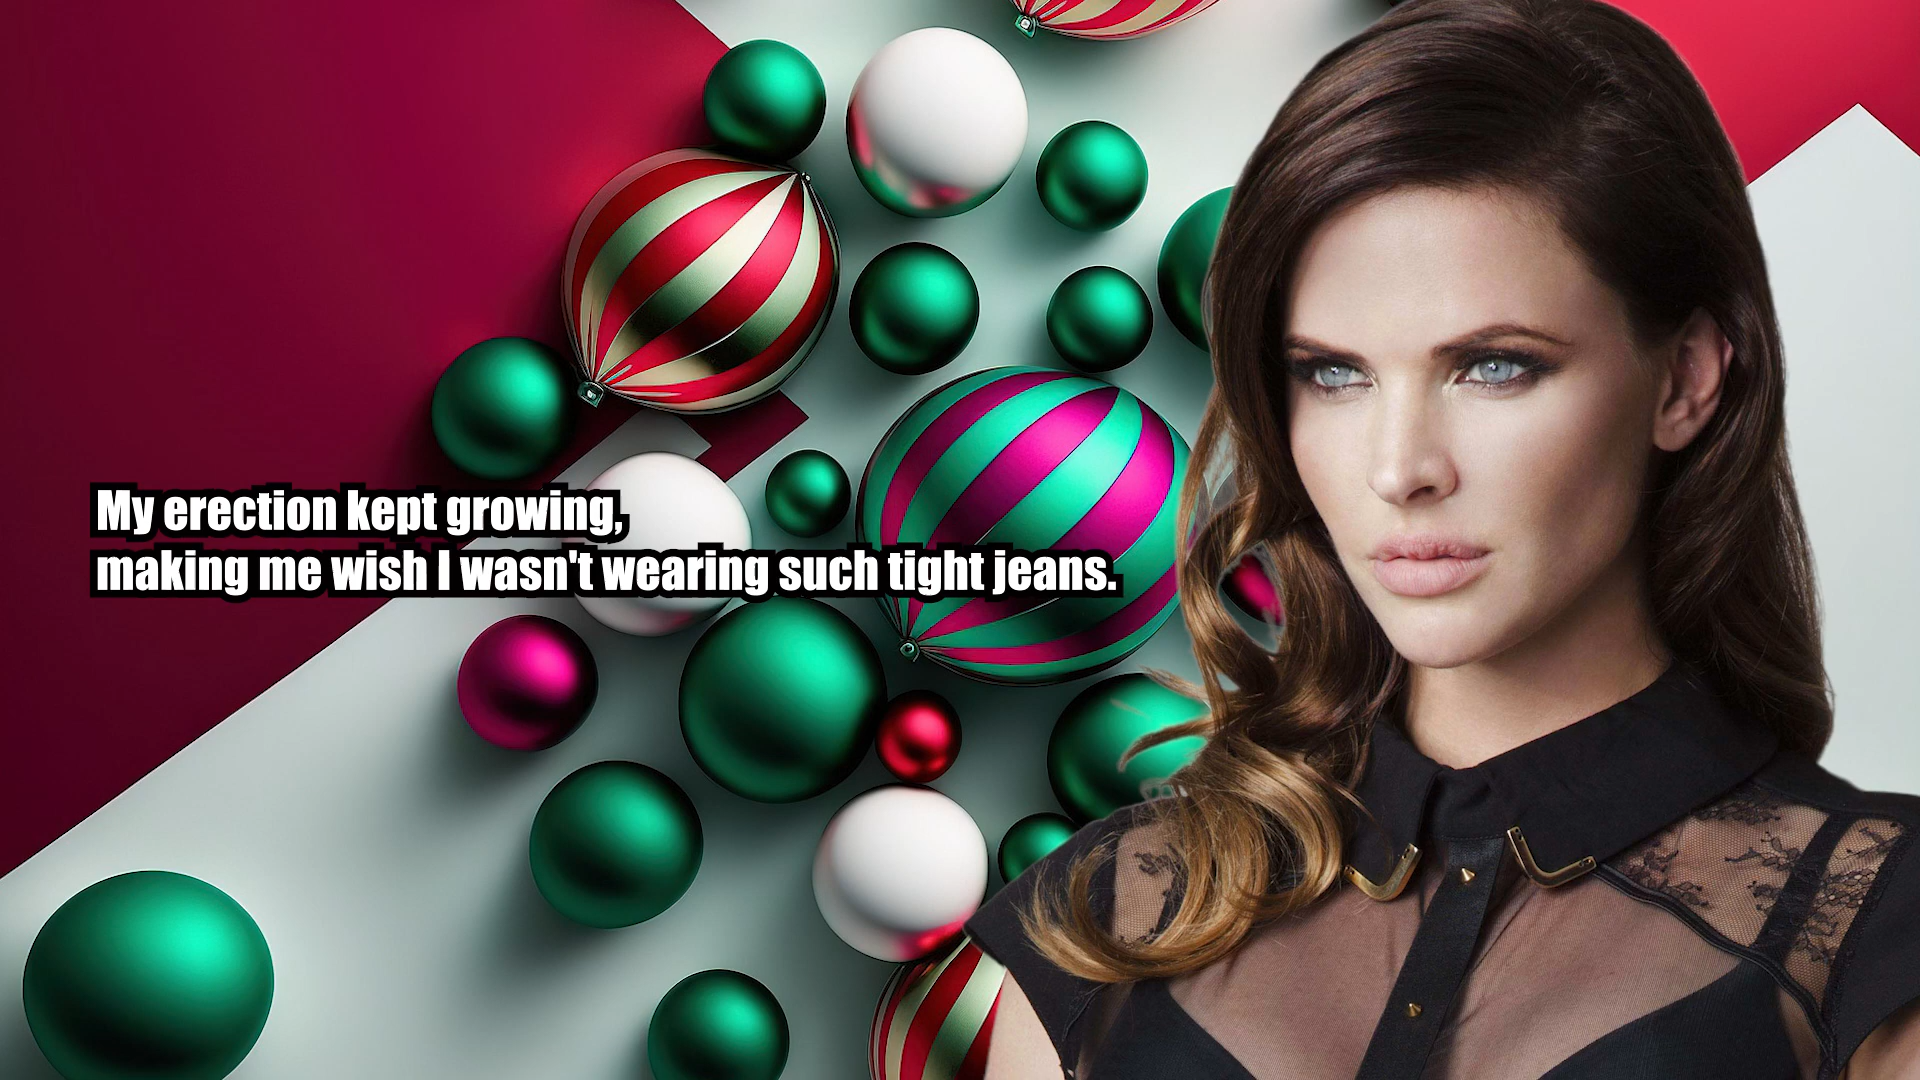 My erection kept growing,
making me wish I wasn't wearing such tight jeans.